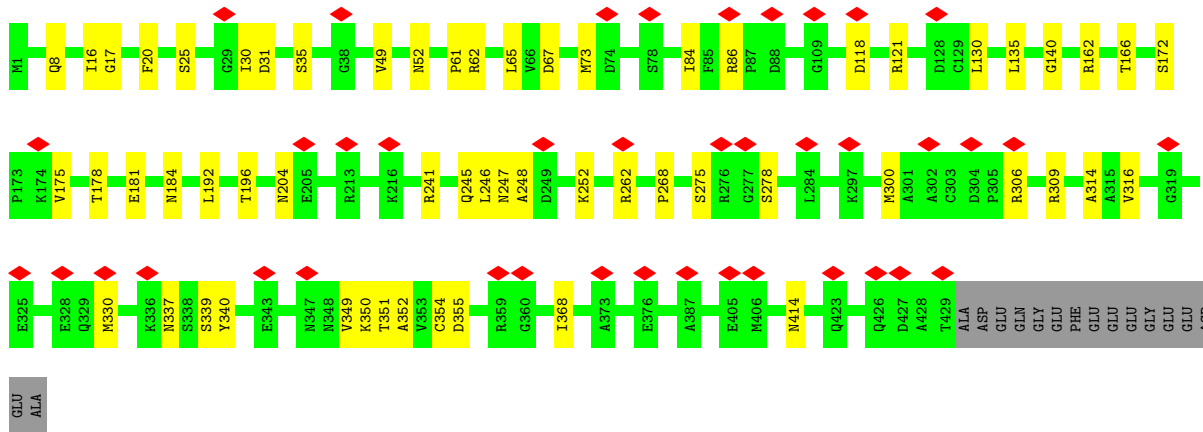 M1 Q8 I16 G17 F20 S25 G29 I30 D31 S35 G38 V49 N52 P61 R62 L65 V66 D67 M73 D74 S78 I84 F85 R86 P87 D88 G109 D118 R121 D128 C129 L130 L135 G140 R162 T166 S172
P173 K174 V175 T178 E181 N184 L192 T196 N204 E205 R213 K216 R241 Q245 L246 N247 A248 D249 K252 R262 P268 S275 R276 G277 S278 L284 K297 M300 A301 A302 C303 D304 P305 R306 R309 A314 A315 V316 G319
E325 E328 Q329 M330 K336 N337 S338 S339 Y340 E343 N347 N348 V349 K350 T351 A352 V353 C354 D355 R359 G360 I368 A373 E376 A387 E405 M406 N414 Q423 Q426 D427 A428 T429 ALA ASP GLU GLN GLY GLU PHE GLU GLU GLU GLY GLU GLU
GLU ALA